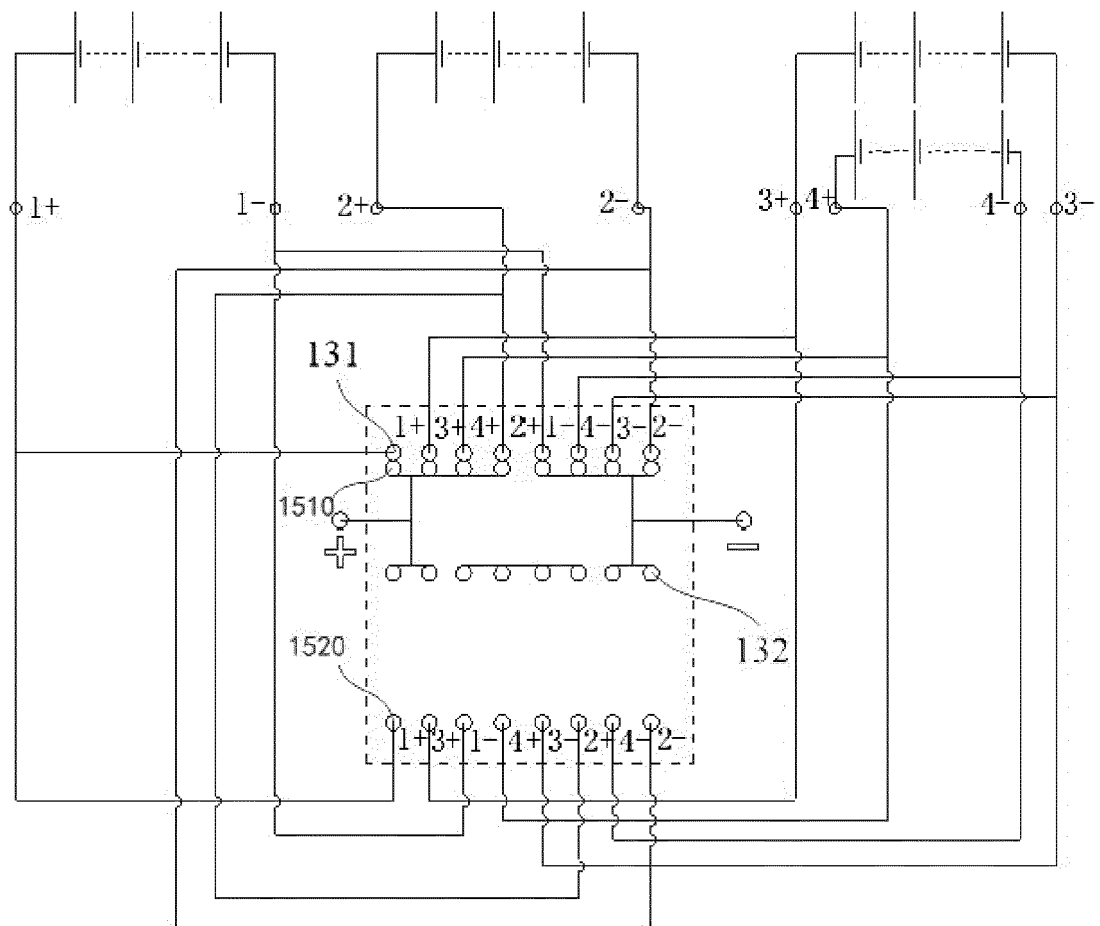 1+ 1- 2+ 2- 3+ 4+ 4- 3-
131
1+ 3+ 4+ 2+ 1- 4- 3- 2-
1510
+ -
1520
132
1+ 3+ 1- 4+ 3- 2+ 4- 2-